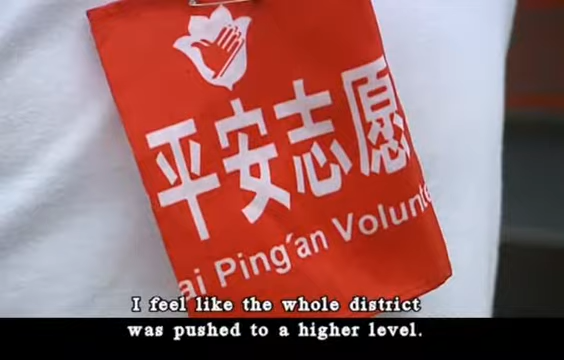 平安志愿
ai Ping'an Volunte
I feel like the whole district
was pushed to a higher level.